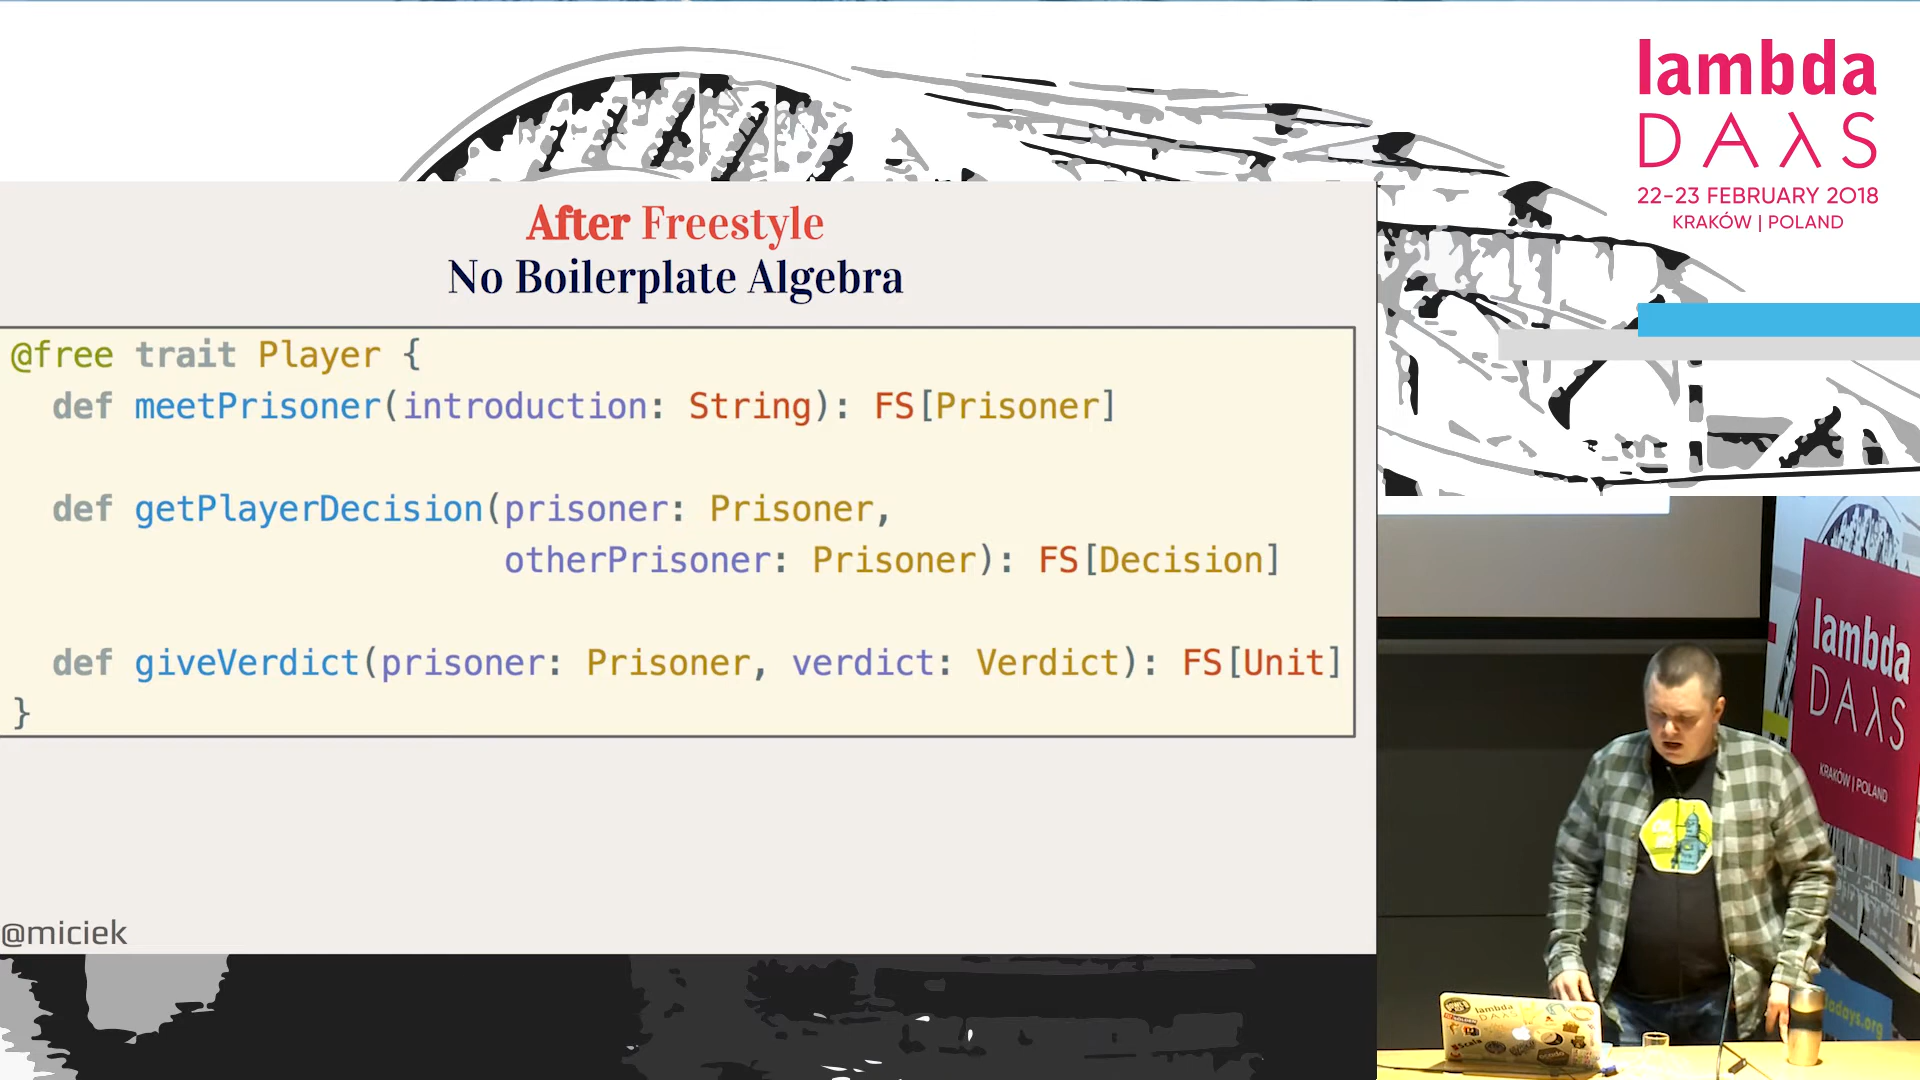 lambda
DAλS
22-23 FEBRUARY 2018
KRAKÓW | POLAND
After Freestyle
No Boilerplate Algebra
@free trait Player {
def meetPrisoner(introduction: String): FS[Prisoner]
def getPlayerDecision(prisoner: Prisoner,
otherPrisoner: Prisoner): FS[Decision]
def giveVerdict(prisoner: Prisoner, verdict: Verdict): FS[Unit]
}
@miciek
lambda
DAλS
KRAKÓW | POLAND
lambda